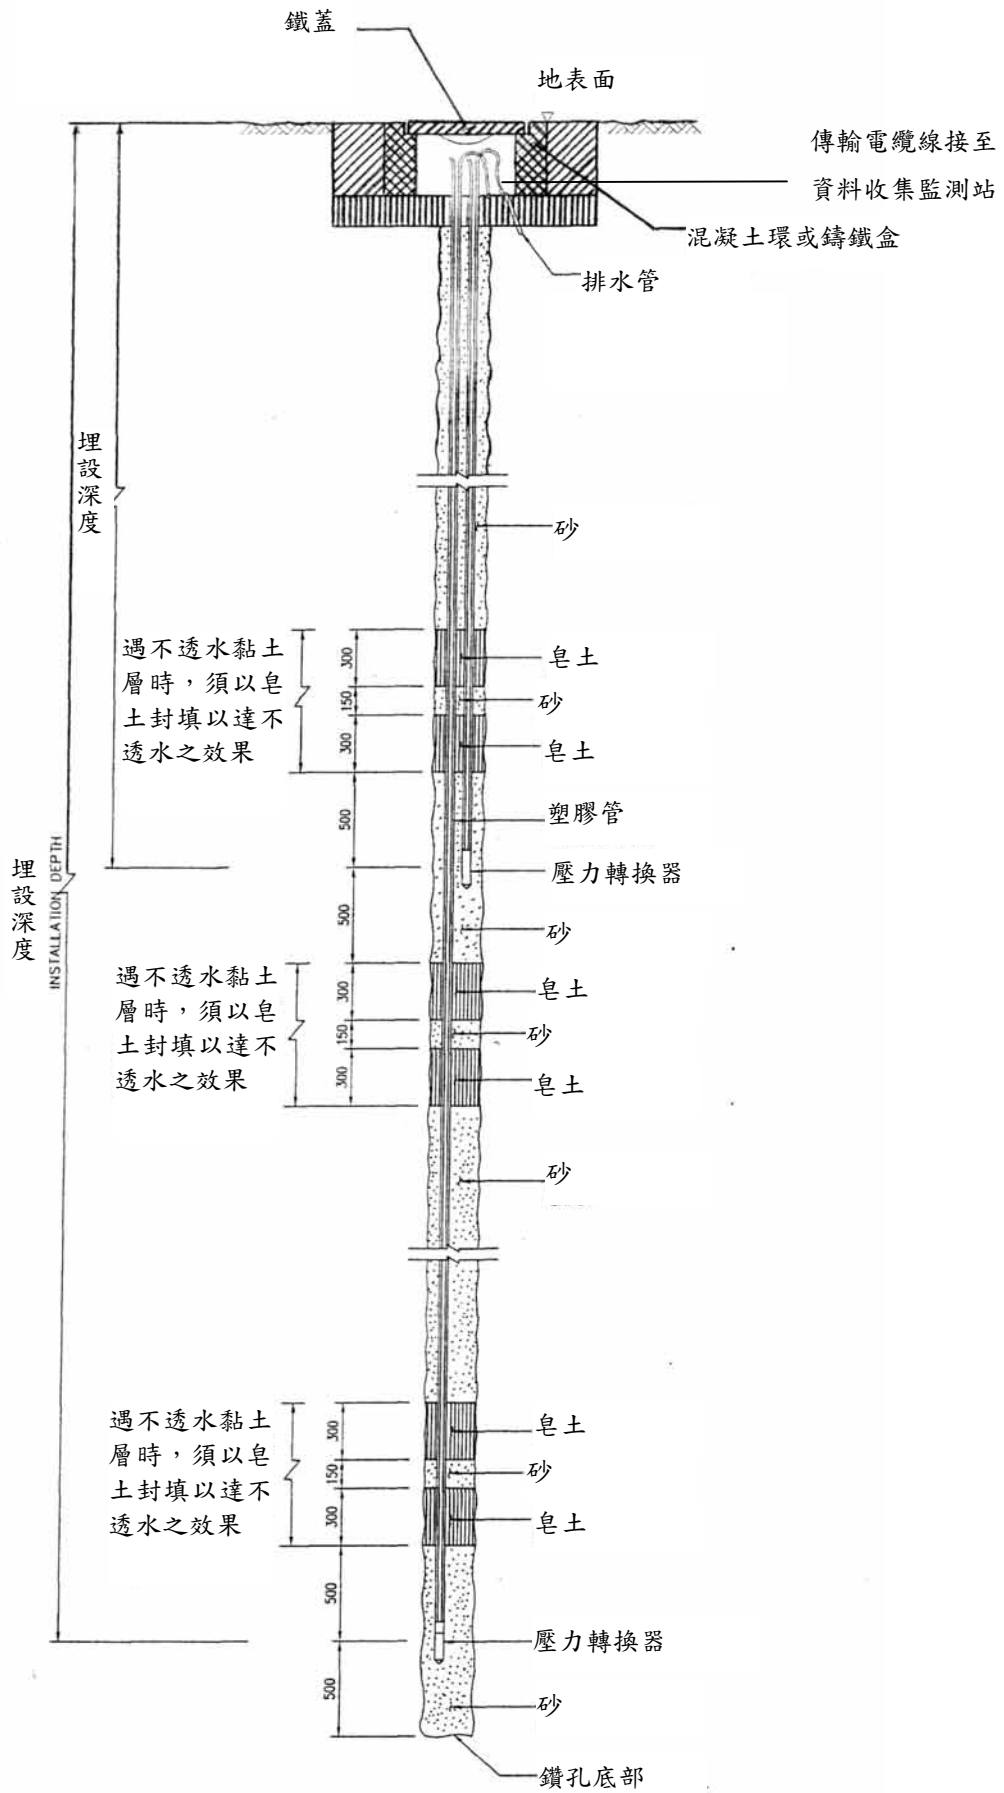 鐵蓋
地表面
傳輸電纜線接至
資料收集監測站
混凝土環或鑄鐵盒
排水管
埋設深度
砂
遇不透水黏土
層時，須以皂
土封填以達不
透水之效果
300
150
300
皂土
砂
皂土
500
塑膠管
壓力轉換器
埋設深度
INSTALLATION DEPTH
500
砂
遇不透水黏土
層時，須以皂
土封填以達不
透水之效果
300
150
300
皂土
砂
皂土
砂
遇不透水黏土
層時，須以皂
土封填以達不
透水之效果
300
150
300
皂土
砂
皂土
500
壓力轉換器
500
砂
鑽孔底部